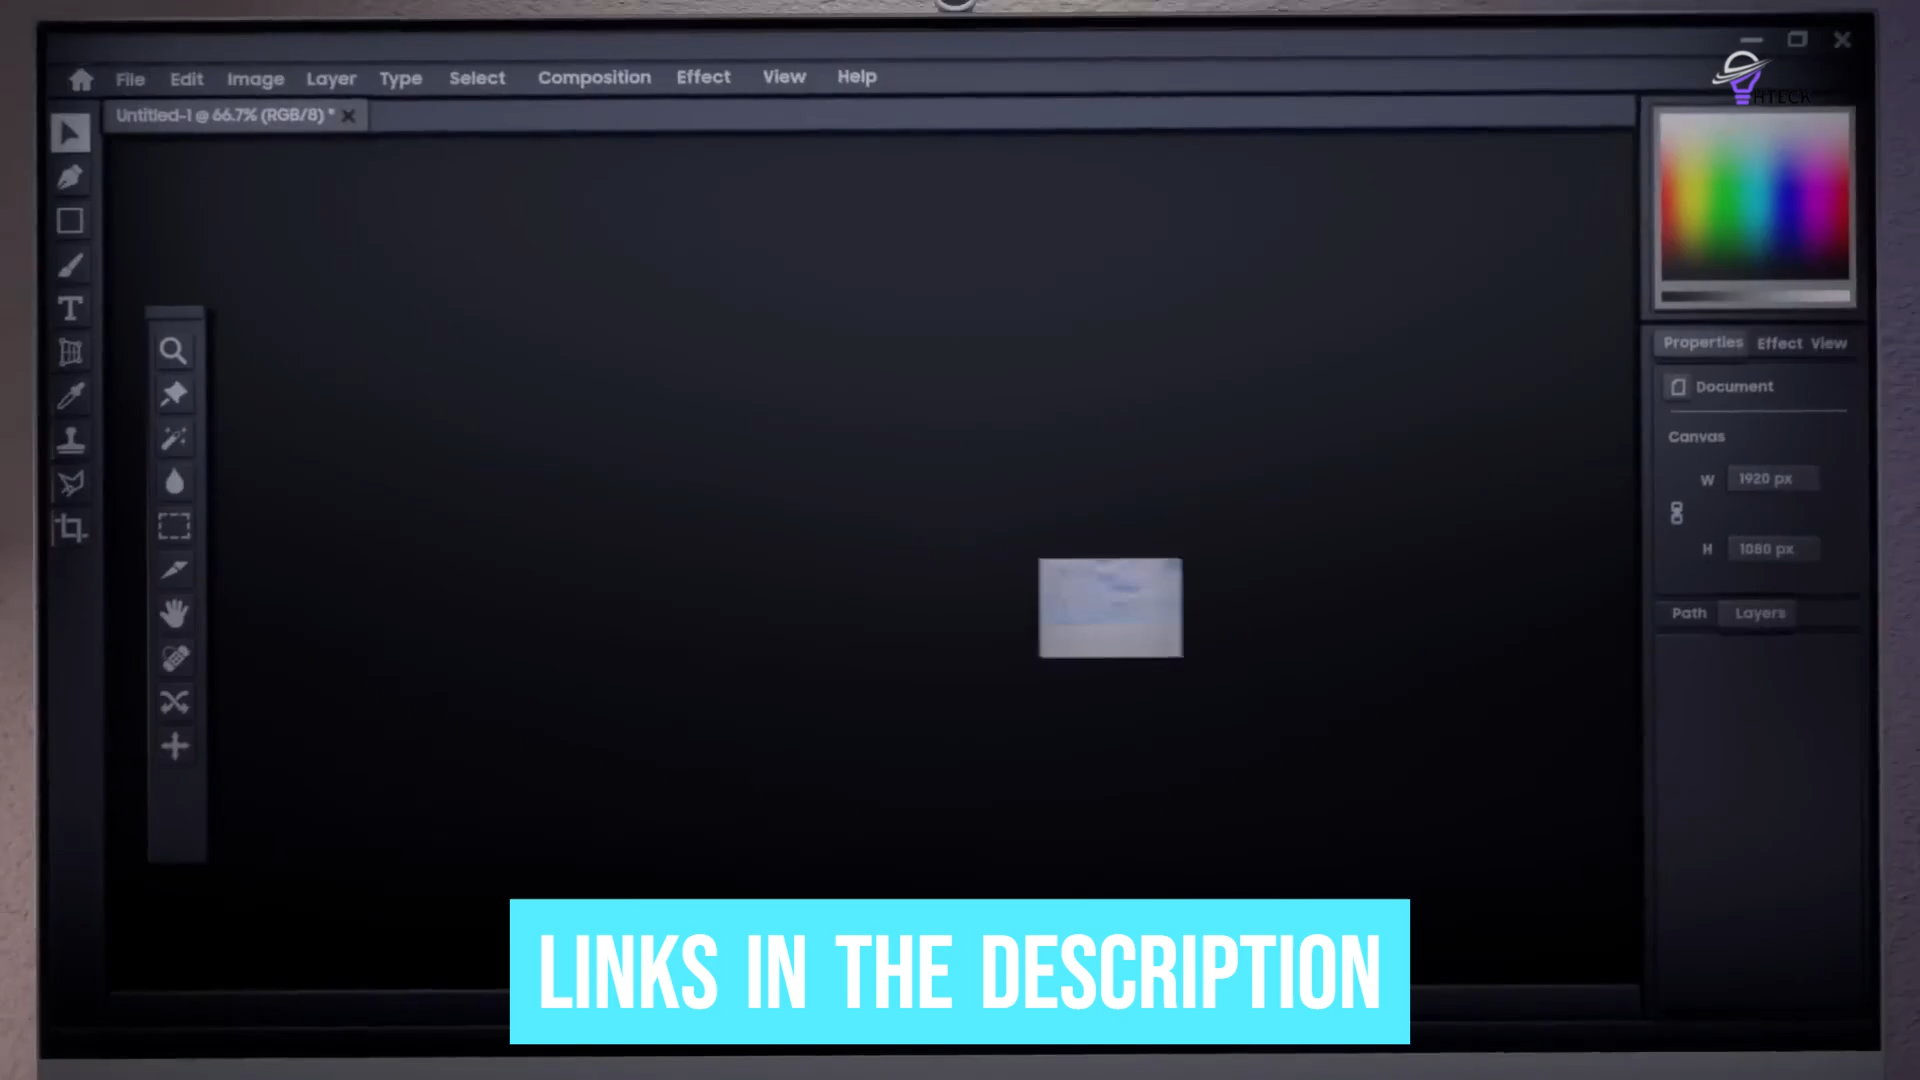 File Edit Image Layer Type Select Composition Effect View Help
HTECK
Untitled-1 @ 66.7% (RGB/8) *
Properties Effect View
Document
Canvas
W 1920 px
H 1080 px
Path Layers
LINKS IN THE DESCRIPTION